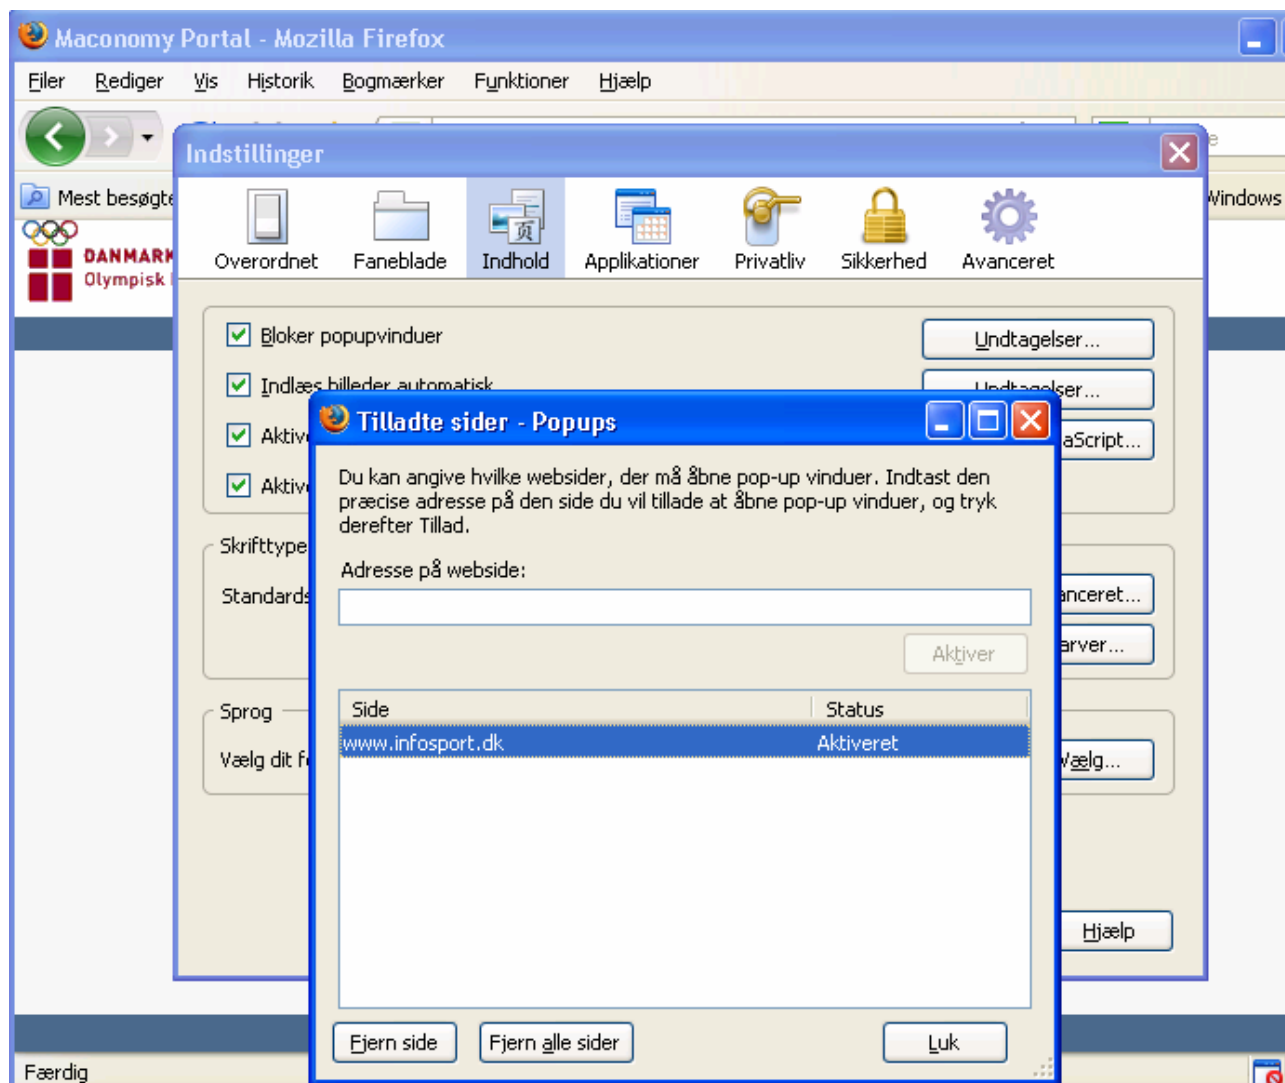 Maconomy Portal - Mozilla Firefox
Filer Rediger Vis Historik Bogmærker Funktioner Hjælp
Indstillinger
Mest besøgte
Windows
DANMARK
Olympisk
Overordnet Faneblade Indhold Applikationer Privatliv Sikkerhed Avanceret
Bloker popupvinduer Undtagelser...
Indlæs billeder automatisk Undtagelser...
Tilladte sider - Popups
aScript...
Du kan angive hvilke websider, der må åbne pop-up vinduer. Indtast den
præcise adresse på den side du vil tillade at åbne pop-up vinduer, og tryk
derefter Tillad.
Skrifttype
Adresse på webside:
Standards
anceret...
Aktiver
arver...
Side Status
Sprog
www.infosport.dk Aktiveret
Vælg dit f
Vælg...
Hjælp
Fjern side Fjern alle sider Luk
Færdig